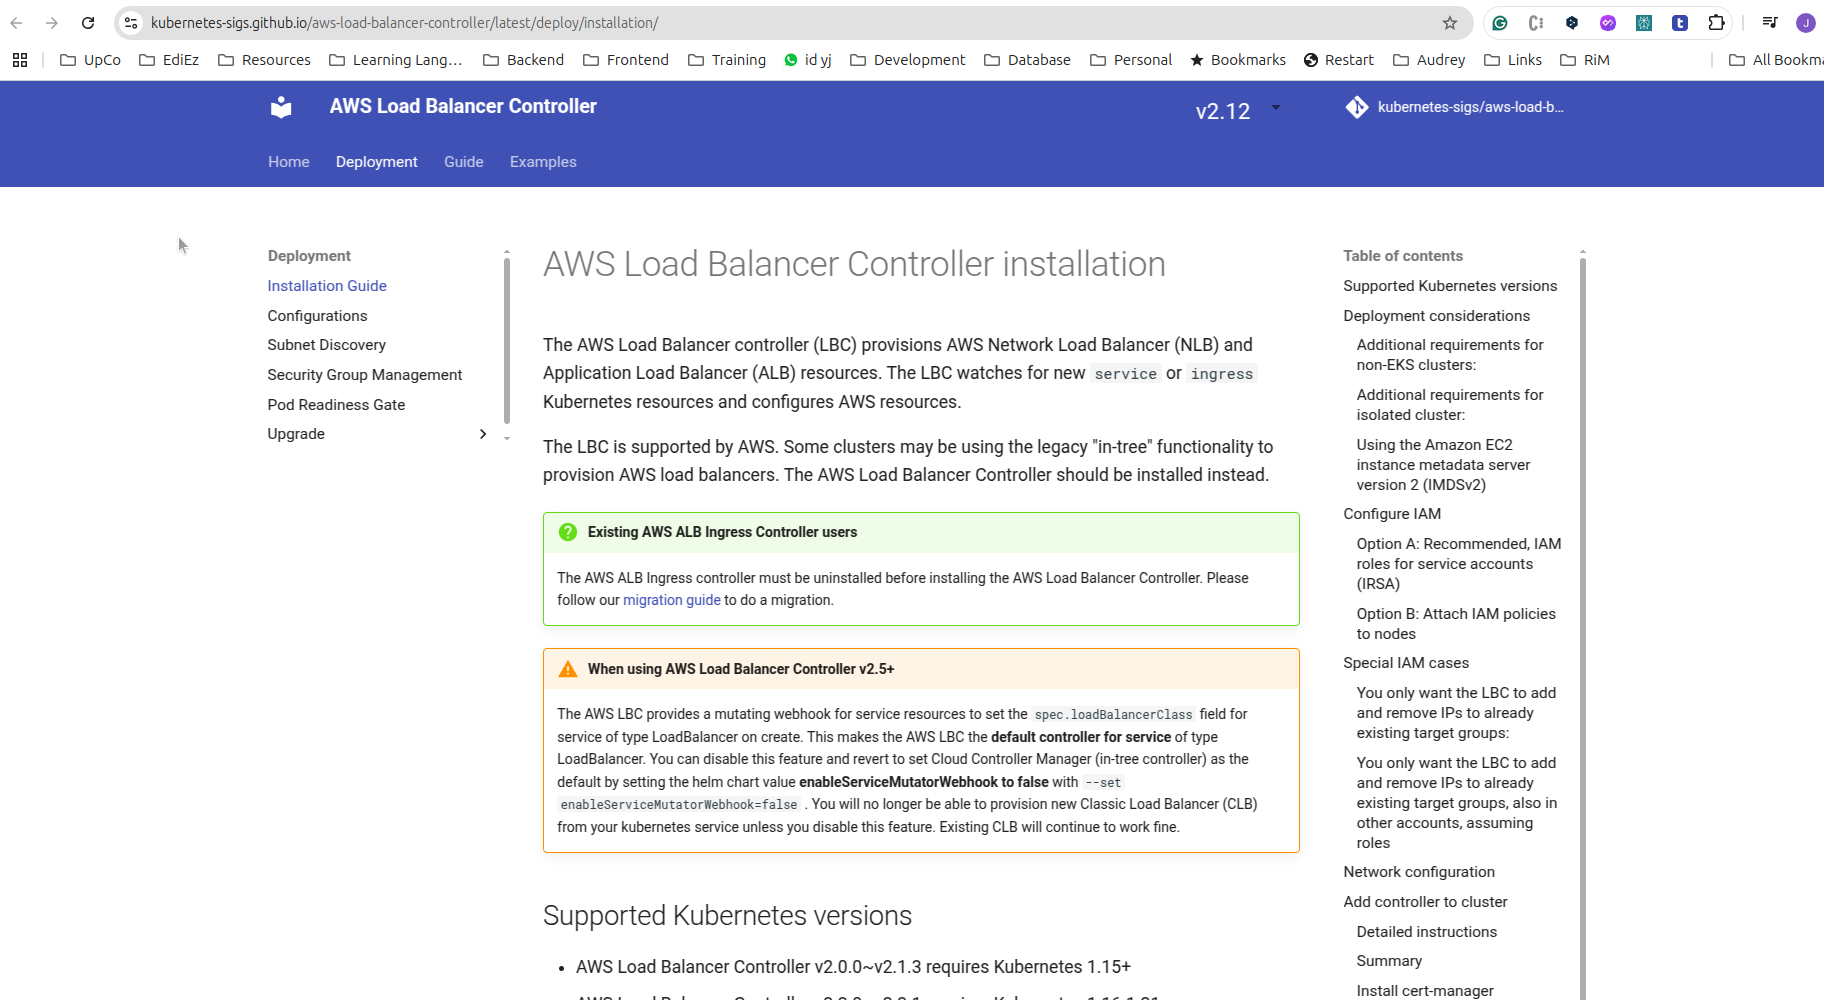 kubernetes-sigs.github.io/aws-load-balancer-controller/latest/deploy/installation/
UpCo EdiEz Resources Learning Lang... Backend Frontend Training id yj Development Database Personal Bookmarks Restart Audrey Links RiM All Bookma
AWS Load Balancer Controller
v2.12
kubernetes-sigs/aws-load-b...
Home Deployment Guide Examples
Deployment
Installation Guide
Configurations
Subnet Discovery
Security Group Management
Pod Readiness Gate
Upgrade
AWS Load Balancer Controller installation
The AWS Load Balancer controller (LBC) provisions AWS Network Load Balancer (NLB) and
Application Load Balancer (ALB) resources. The LBC watches for new service or ingress
Kubernetes resources and configures AWS resources.
The LBC is supported by AWS. Some clusters may be using the legacy "in-tree" functionality to
provision AWS load balancers. The AWS Load Balancer Controller should be installed instead.
Existing AWS ALB Ingress Controller users
The AWS ALB Ingress controller must be uninstalled before installing the AWS Load Balancer Controller. Please
follow our migration guide to do a migration.
When using AWS Load Balancer Controller v2.5+
The AWS LBC provides a mutating webhook for service resources to set the spec.loadBalancerClass field for
service of type LoadBalancer on create. This makes the AWS LBC the default controller for service of type
LoadBalancer. You can disable this feature and revert to set Cloud Controller Manager (in-tree controller) as the
default by setting the helm chart value enableServiceMutatorWebhook to false with --set
enableServiceMutatorWebhook=false . You will no longer be able to provision new Classic Load Balancer (CLB)
from your kubernetes service unless you disable this feature. Existing CLB will continue to work fine.
Supported Kubernetes versions
• AWS Load Balancer Controller v2.0.0~v2.1.3 requires Kubernetes 1.15+
Table of contents
Supported Kubernetes versions
Deployment considerations
Additional requirements for
non-EKS clusters:
Additional requirements for
isolated cluster:
Using the Amazon EC2
instance metadata server
version 2 (IMDSv2)
Configure IAM
Option A: Recommended, IAM
roles for service accounts
(IRSA)
Option B: Attach IAM policies
to nodes
Special IAM cases
You only want the LBC to add
and remove IPs to already
existing target groups:
You only want the LBC to add
and remove IPs to already
existing target groups, also in
other accounts, assuming
roles
Network configuration
Add controller to cluster
Detailed instructions
Summary
Install cert-manager